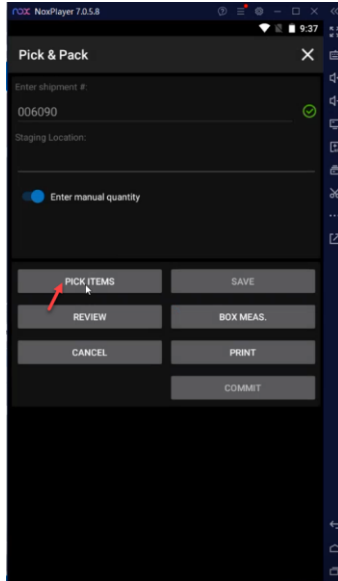 nox NoxPlayer 7.0.5.8
9:37
Pick & Pack
Enter shipment #:
006090
Staging Location:
Enter manual quantity
PICK ITEMS SAVE
REVIEW BOX MEAS.
CANCEL PRINT
COMMIT